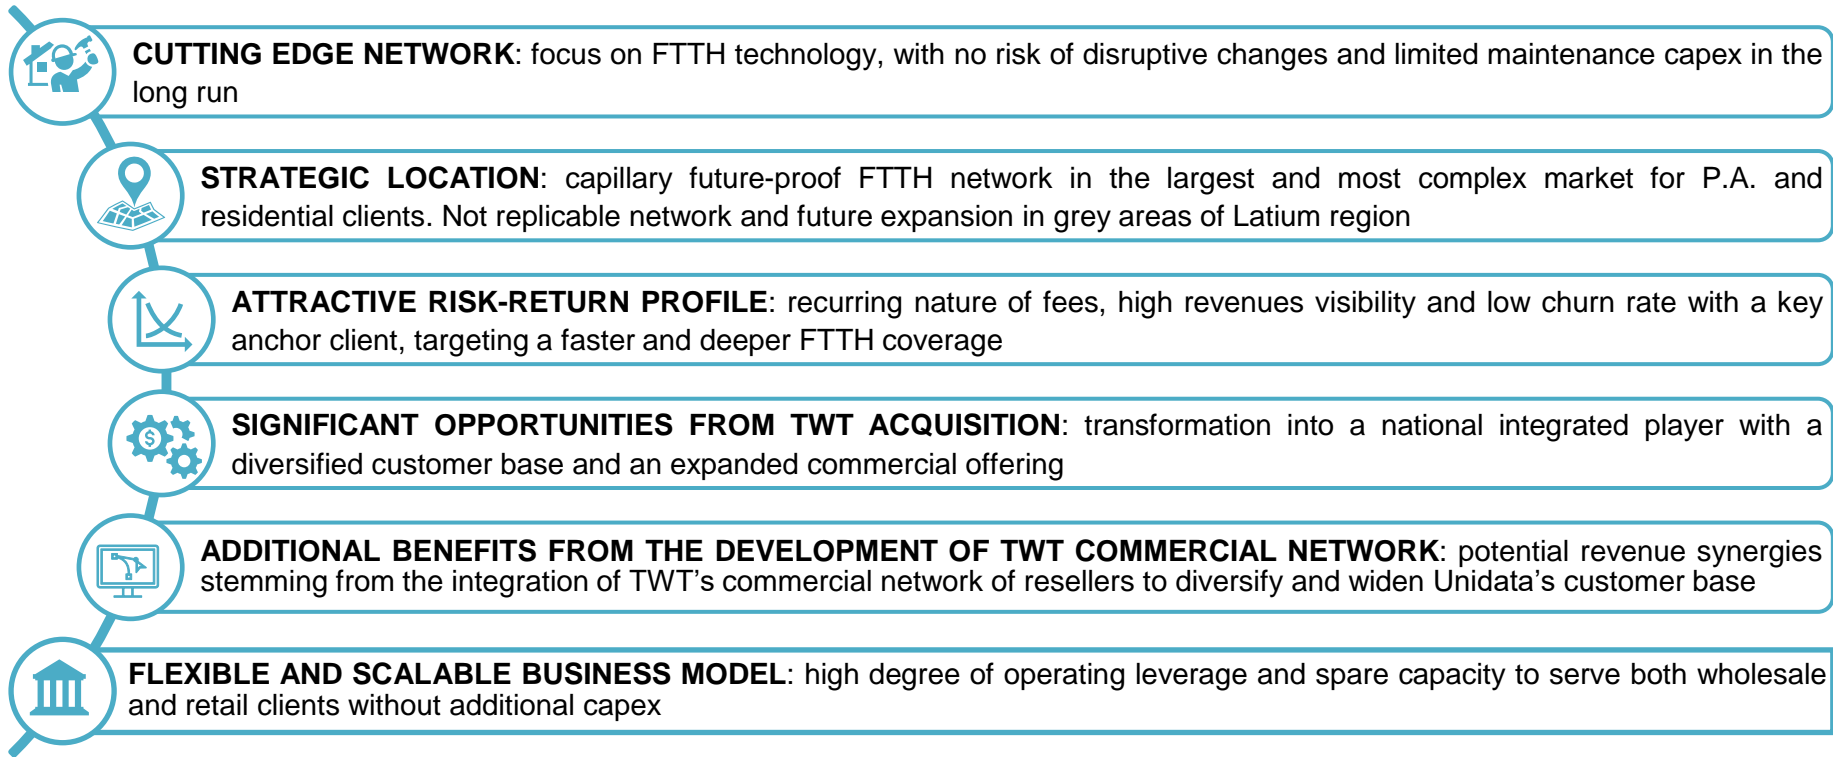 CUTTING EDGE NETWORK: focus on FTTH technology, with no risk of disruptive changes and limited maintenance capex in the
long run
STRATEGIC LOCATION: capillary future-proof FTTH network in the largest and most complex market for P.A. and
residential clients. Not replicable network and future expansion in grey areas of Latium region
ATTRACTIVE RISK-RETURN PROFILE: recurring nature of fees, high revenues visibility and low churn rate with a key
anchor client, targeting a faster and deeper FTTH coverage
SIGNIFICANT OPPORTUNITIES FROM TWT ACQUISITION: transformation into a national integrated player with a
diversified customer base and an expanded commercial offering
ADDITIONAL BENEFITS FROM THE DEVELOPMENT OF TWT COMMERCIAL NETWORK: potential revenue synergies
stemming from the integration of TWT's commercial network of resellers to diversify and widen Unidata's customer base
FLEXIBLE AND SCALABLE BUSINESS MODEL: high degree of operating leverage and spare capacity to serve both wholesale
and retail clients without additional capex
$